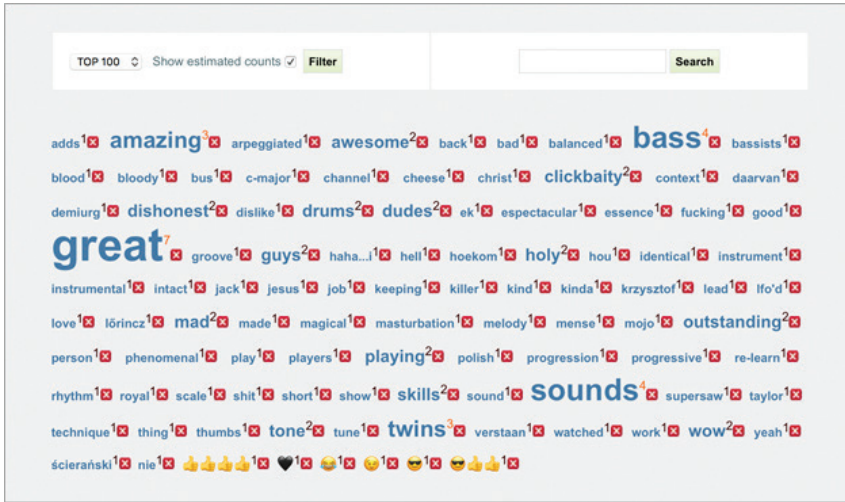 TOP 100 Show estimated counts Filter Search
adds1 amazing3 arpeggiated1 awesome2 back1 bad1 balanced1 bass4 bassists1
blood1 bloody1 bus1 c-major1 channel1 cheese1 christ1 clickbaity2 context1 daarvan1
demiurg1 dishonest2 dislike1 drums2 dudes2 ek1 espectacular1 essence1 fucking1 good1
great7 groove1 guys2 haha...i1 hell1 hoekom1 holy2 hou1 identical1 instrument1
instrumental1 intact1 jack1 jesus1 job1 keeping1 killer1 kind1 kinda1 krzysztof1 lead1 lfo'd1
love1 lőrincz1 mad2 made1 magical1 masturbation1 melody1 mense1 mojo1 outstanding2
person1 phenomenal1 play1 players1 playing2 polish1 progression1 progressive1 re-learn1
rhythm1 royal1 scale1 shit1 short1 show1 skills2 sound1 sounds4 supersaw1 taylor1
technique1 thing1 thumbs1 tone2 tune1 twins3 verstaan1 watched1 work1 wow2 yeah1
ścierański1 nie1 👍👍👍👍1 🖤1 😂1 😉1 😎1 😎👍👍1